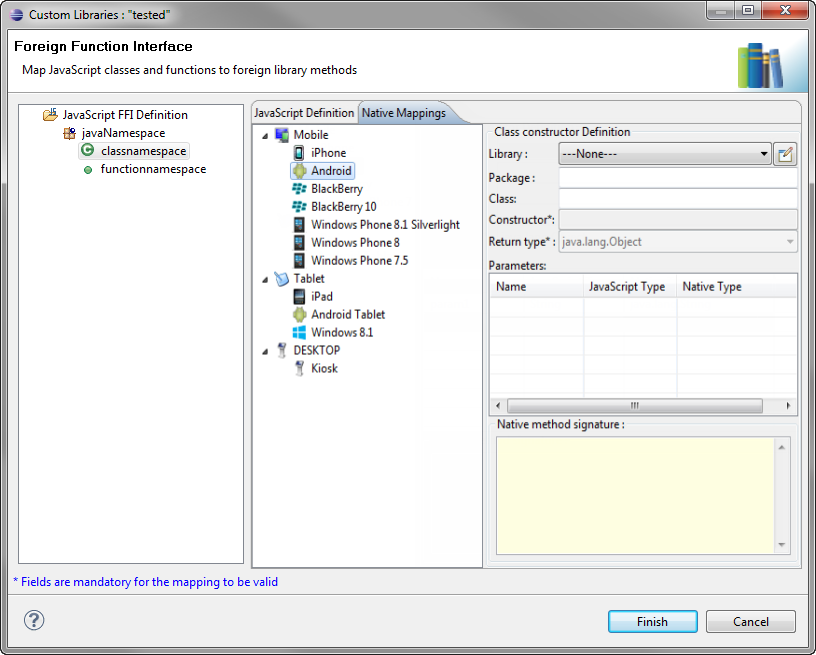 Custom Libraries : "tested"
Foreign Function Interface
Map JavaScript classes and functions to foreign library methods
JavaScript FFI Definition
javaNamespace
classnamespace
functionnamespace
JavaScript Definition
Native Mappings
Mobile
iPhone
Android
BlackBerry
BlackBerry 10
Windows Phone 8.1 Silverlight
Windows Phone 8
Windows Phone 7.5
Tablet
iPad
Android Tablet
Windows 8.1
DESKTOP
Kiosk
Class constructor Definition
Library : ---None---
Package :
Class:
Constructor*:
Return type* : java.lang.Object
Parameters:
Name JavaScript Type Native Type
Native method signature :
* Fields are mandatory for the mapping to be valid
? Finish Cancel